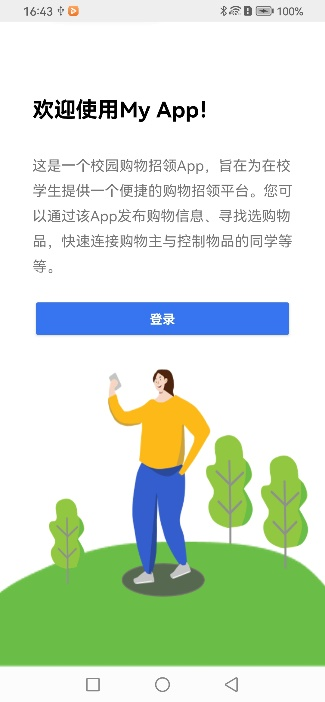 16:43
100%
欢迎使用My App!
这是一个校园购物招领App，旨在为在校
学生提供一个便捷的购物招领平台。您可
以通过该App发布购物信息、寻找选购物
品，快速连接购物主与控制物品的同学等
等。
登录